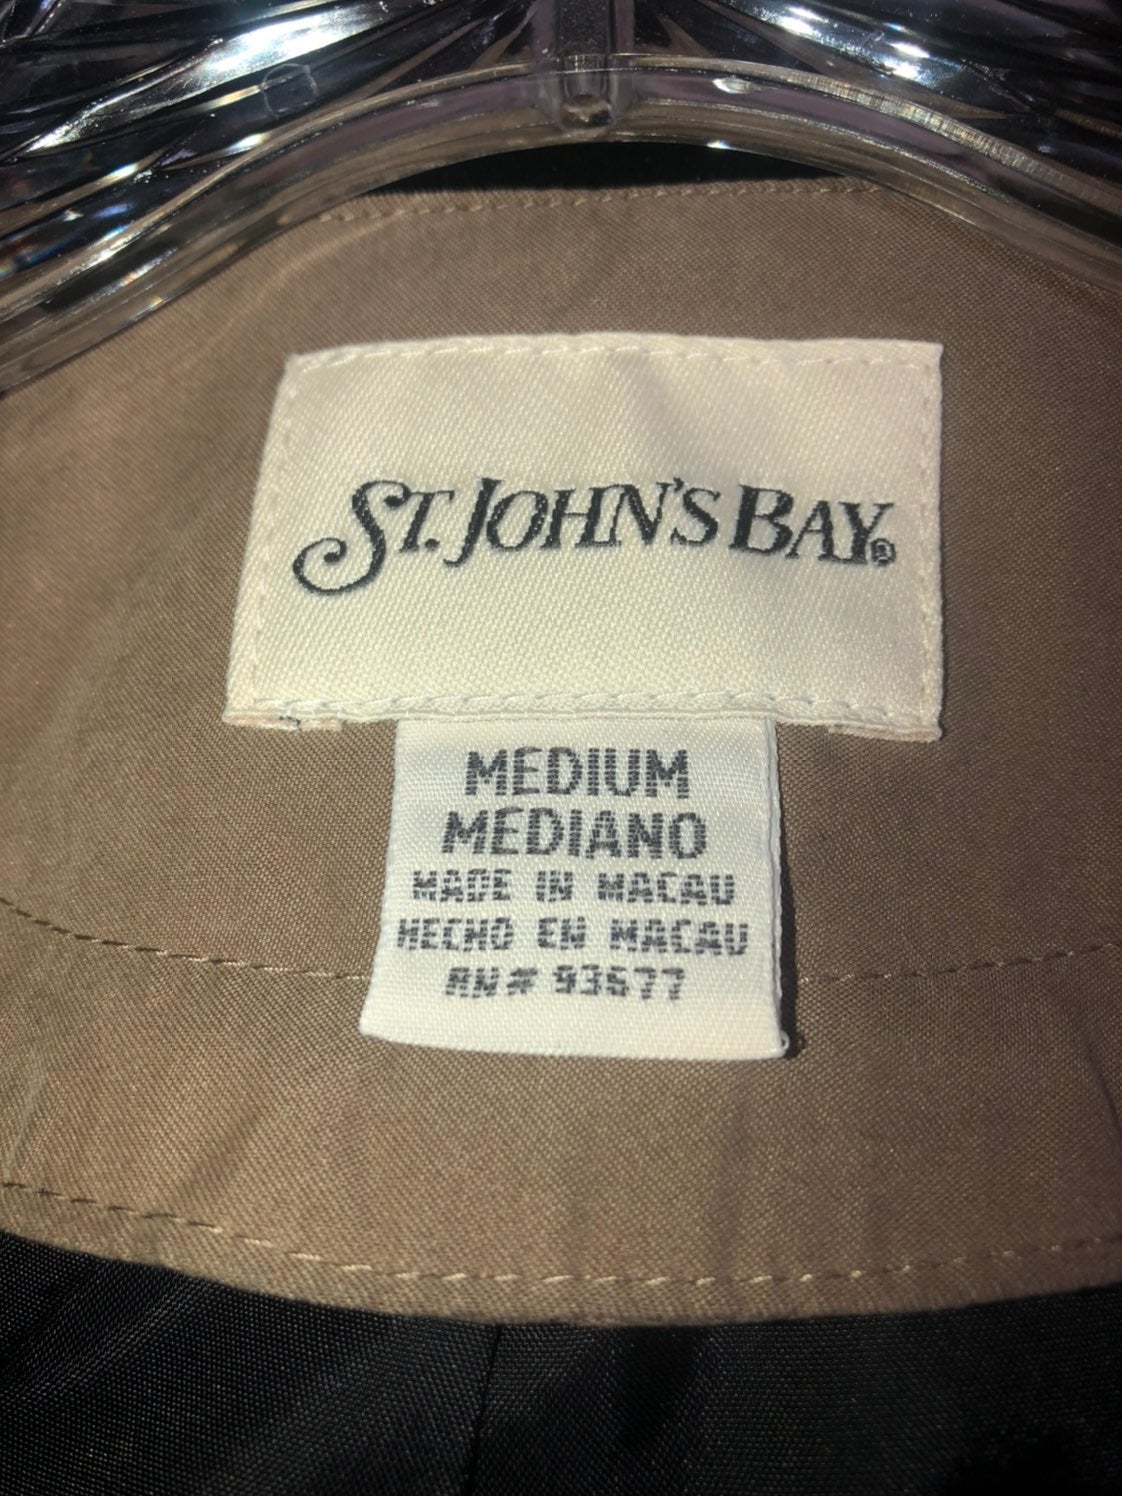 ST. JOHN'S BAY®
MEDIUM
MEDIANO
MADE IN MACAU
HECHO EN MACAU
RN# 93677